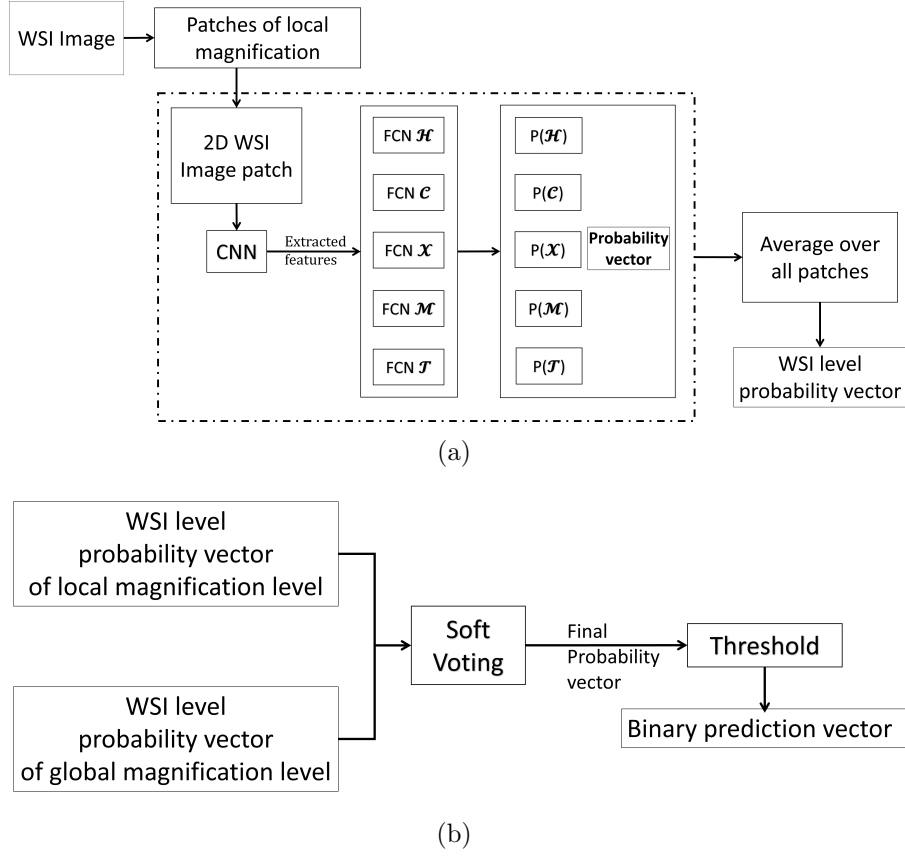 WSI Image
Patches of local
magnification
2D WSI
Image patch
CNN
Extracted
features
FCN 𝓗
FCN 𝓒
FCN 𝓧
FCN 𝓜
FCN 𝓣
P(𝓗)
P(𝓒)
P(𝓧)
P(𝓜)
P(𝓣)
Probability
vector
Average over
all patches
WSI level
probability vector
(a)
WSI level
probability vector
of local magnification level
WSI level
probability vector
of global magnification level
Soft
Voting
Final
Probability
vector
Threshold
Binary prediction vector
(b)